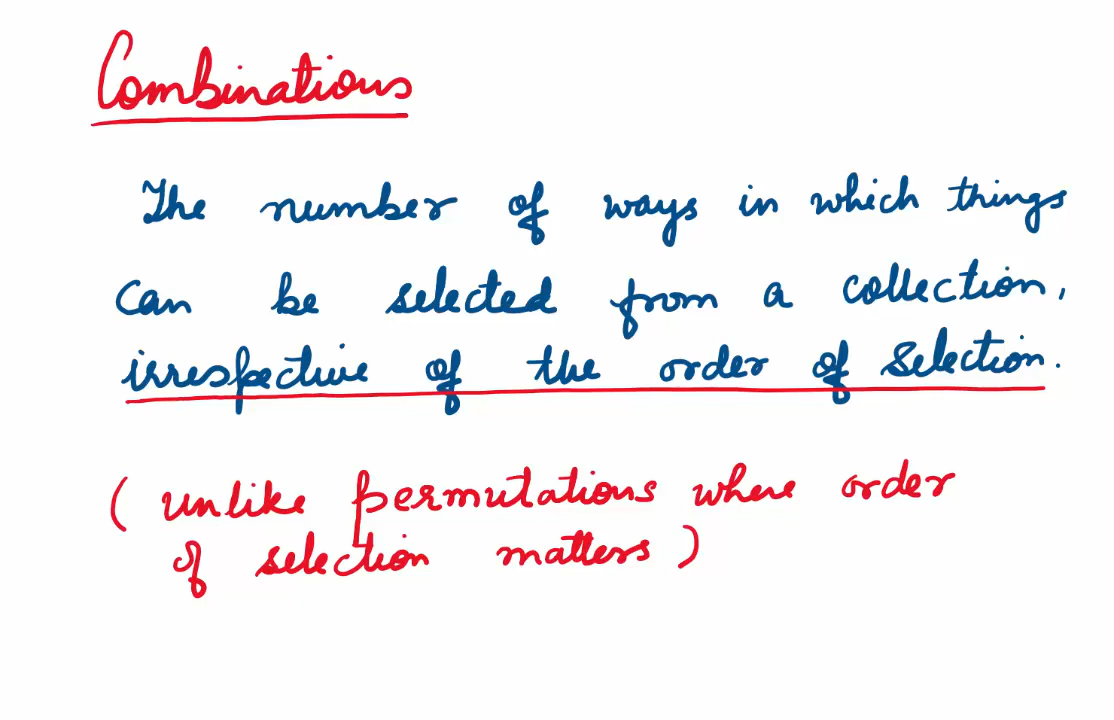 Combinations
The number of ways in which things
can be selected from a collection,
irrespective of the order of selection.
(unlike permutations where order
of selection matters)